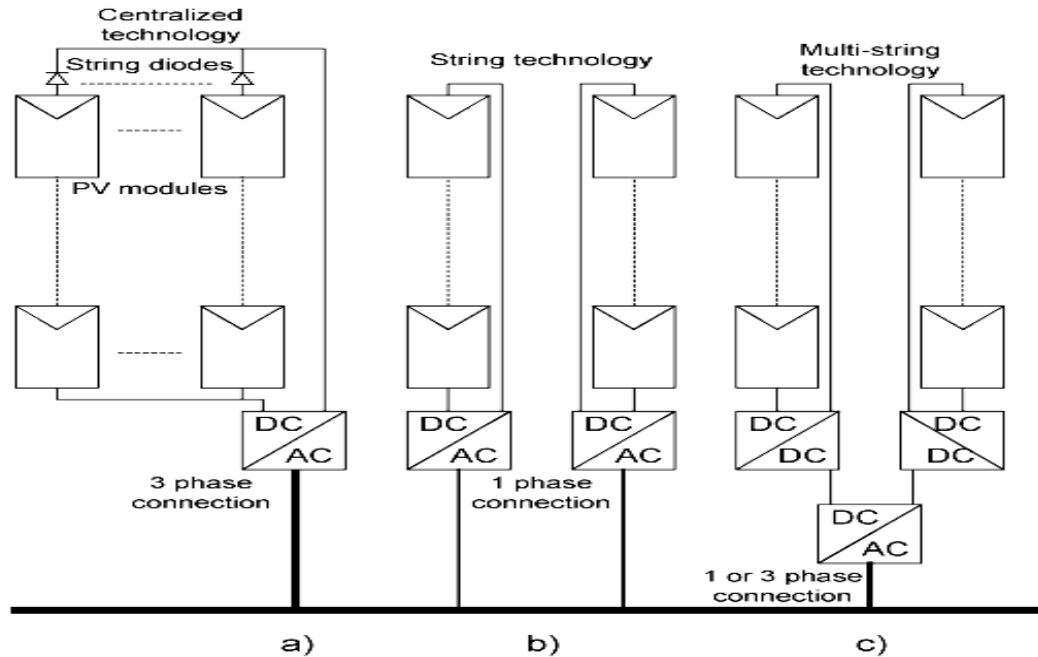 Centralized
technology
String diodes
PV modules
DC
AC
3 phase
connection
a)
String technology
DC
AC
DC
AC
1 phase
connection
b)
Multi-string
technology
DC
DC
DC
DC
DC
AC
1 or 3 phase
connection
c)